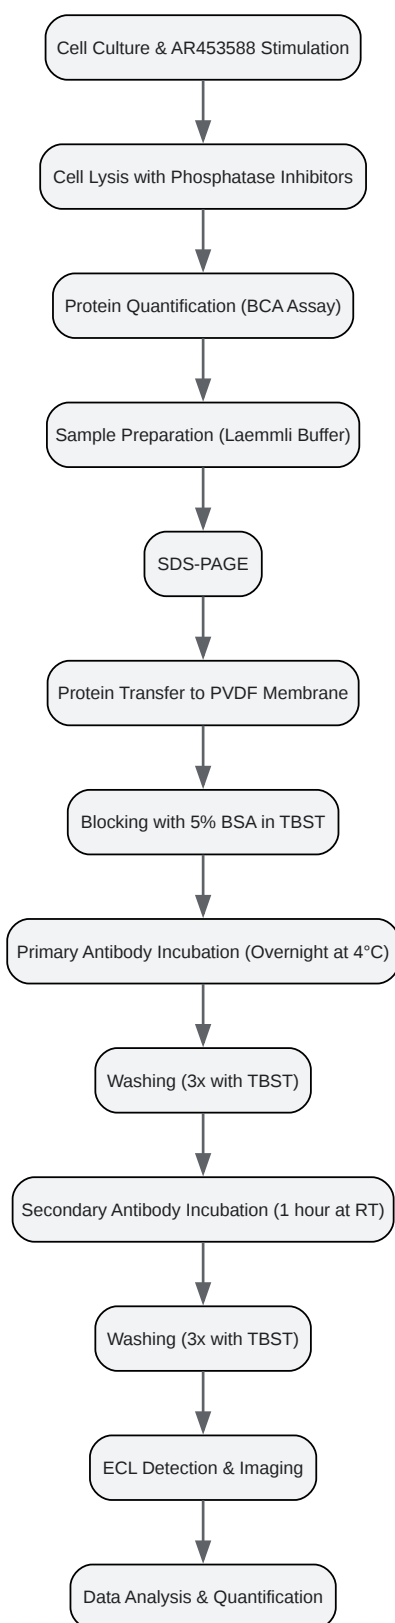 Cell Culture & AR453588 Stimulation
Cell Lysis with Phosphatase Inhibitors
Protein Quantification (BCA Assay)
Sample Preparation (Laemmli Buffer)
SDS-PAGE
Protein Transfer to PVDF Membrane
Blocking with 5% BSA in TBST
Primary Antibody Incubation (Overnight at 4°C)
Washing (3x with TBST)
Secondary Antibody Incubation (1 hour at RT)
Washing (3x with TBST)
ECL Detection & Imaging
Data Analysis & Quantification